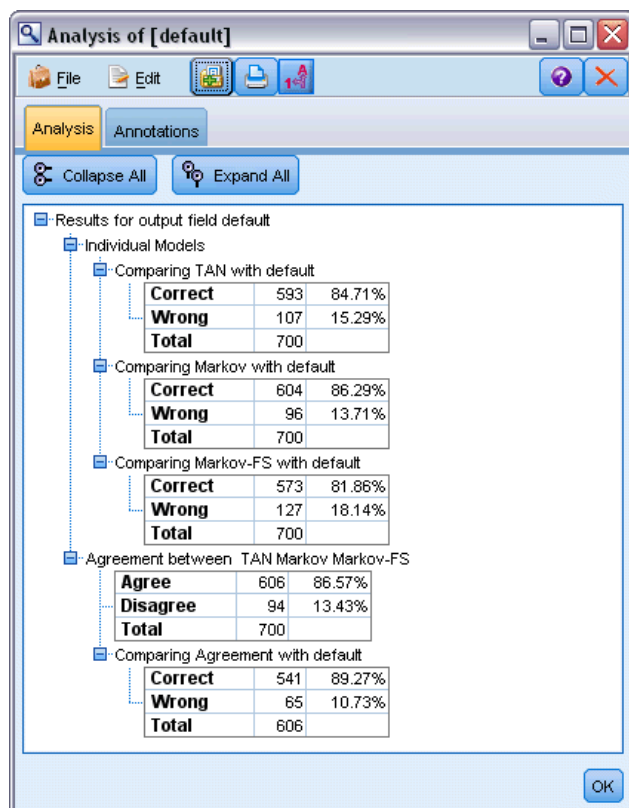 Analysis of [default]
File Edit
Analysis Annotations
Collapse All Expand All
Results for output field default
Individual Models
Comparing TAN with default
Correct 593 84.71%
Wrong 107 15.29%
Total 700
Comparing Markov with default
Correct 604 86.29%
Wrong 96 13.71%
Total 700
Comparing Markov-FS with default
Correct 573 81.86%
Wrong 127 18.14%
Total 700
Agreement between TAN Markov Markov-FS
Agree 606 86.57%
Disagree 94 13.43%
Total 700
Comparing Agreement with default
Correct 541 89.27%
Wrong 65 10.73%
Total 606
OK